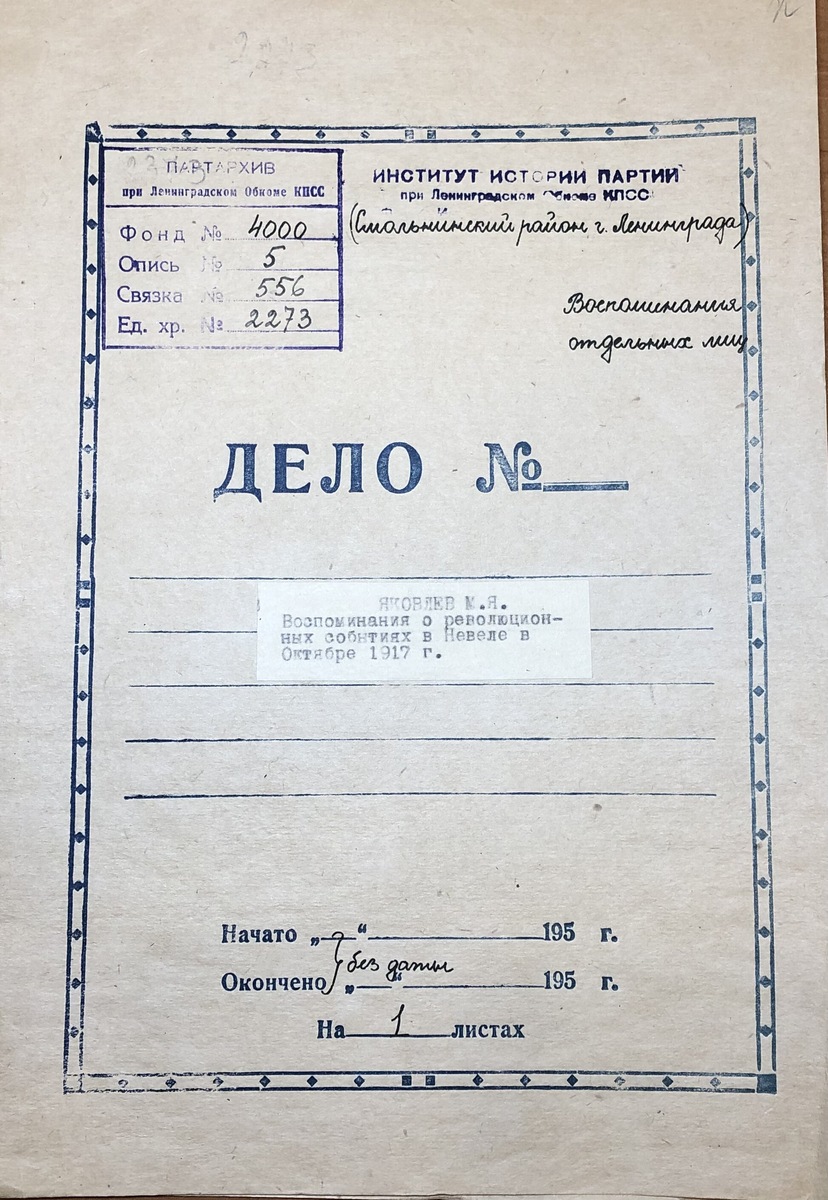 ПАРТАРХИВ
при Ленинградском Обкоме КПСС
Фонд № 4000
Опись № 5
Связка № 556
Ед. хр. № 2273
ИНСТИТУТ ИСТОРИИ ПАРТИИ
при Ленинградском Обкоме КПСС
(Смольнинский район г. Ленинграда)
Воспоминания
отдельных лиц
ДЕЛО №
ЯКОВЛЕВ М.Я.
Воспоминания о революцион-
ных событиях в Невеле в
Октябре 1917 г.
Начато „ “ 195 г.
без даты
Окончено „ “ 195 г.
На 1 листах